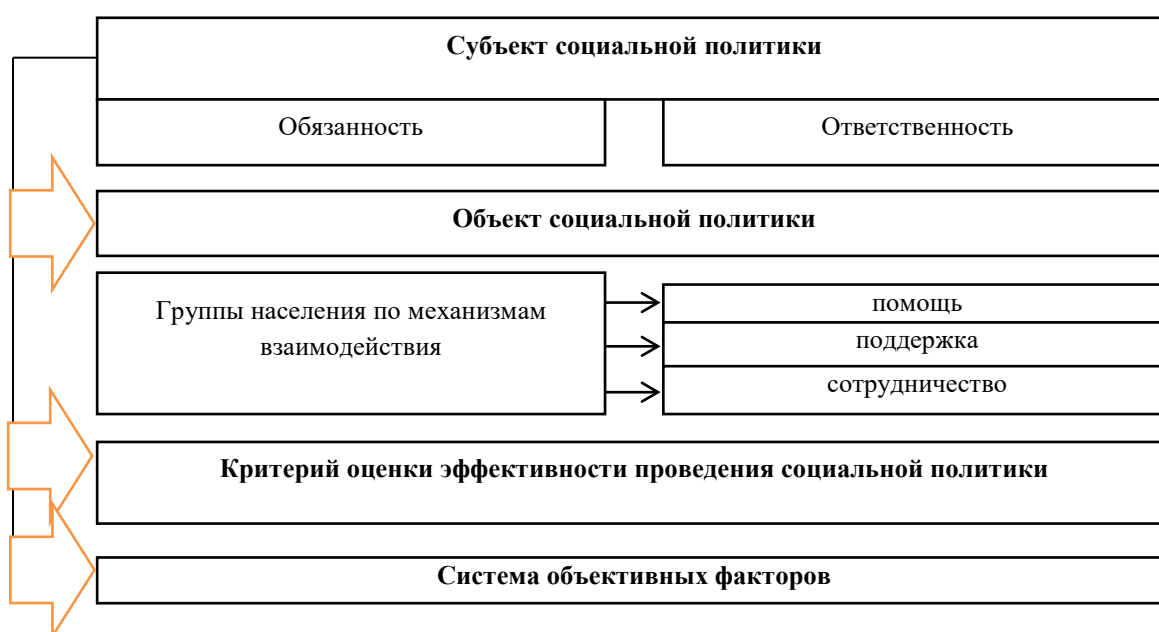 Субъект социальной политики
Обязанность
Ответственность
Объект социальной политики
Группы населения по механизмам
взаимодействия
помощь
поддержка
сотрудничество
Критерий оценки эффективности проведения социальной политики
Система объективных факторов